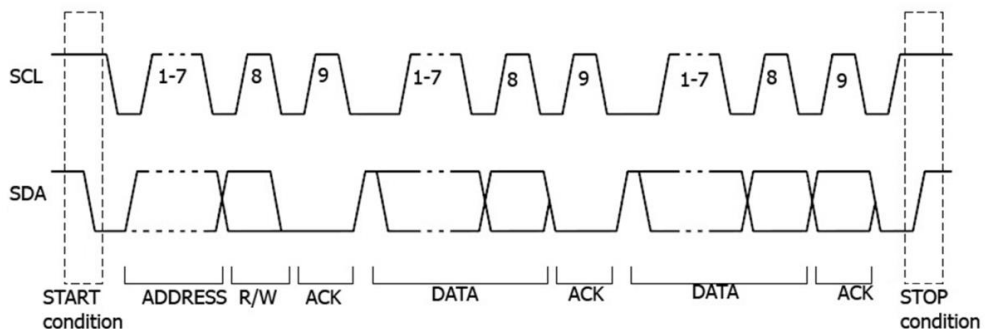 SCL
1-7 8 9 1-7 8 9 1-7 8 9
SDA
ADDRESS R/W ACK DATA ACK DATA ACK
START
condition
STOP
condition